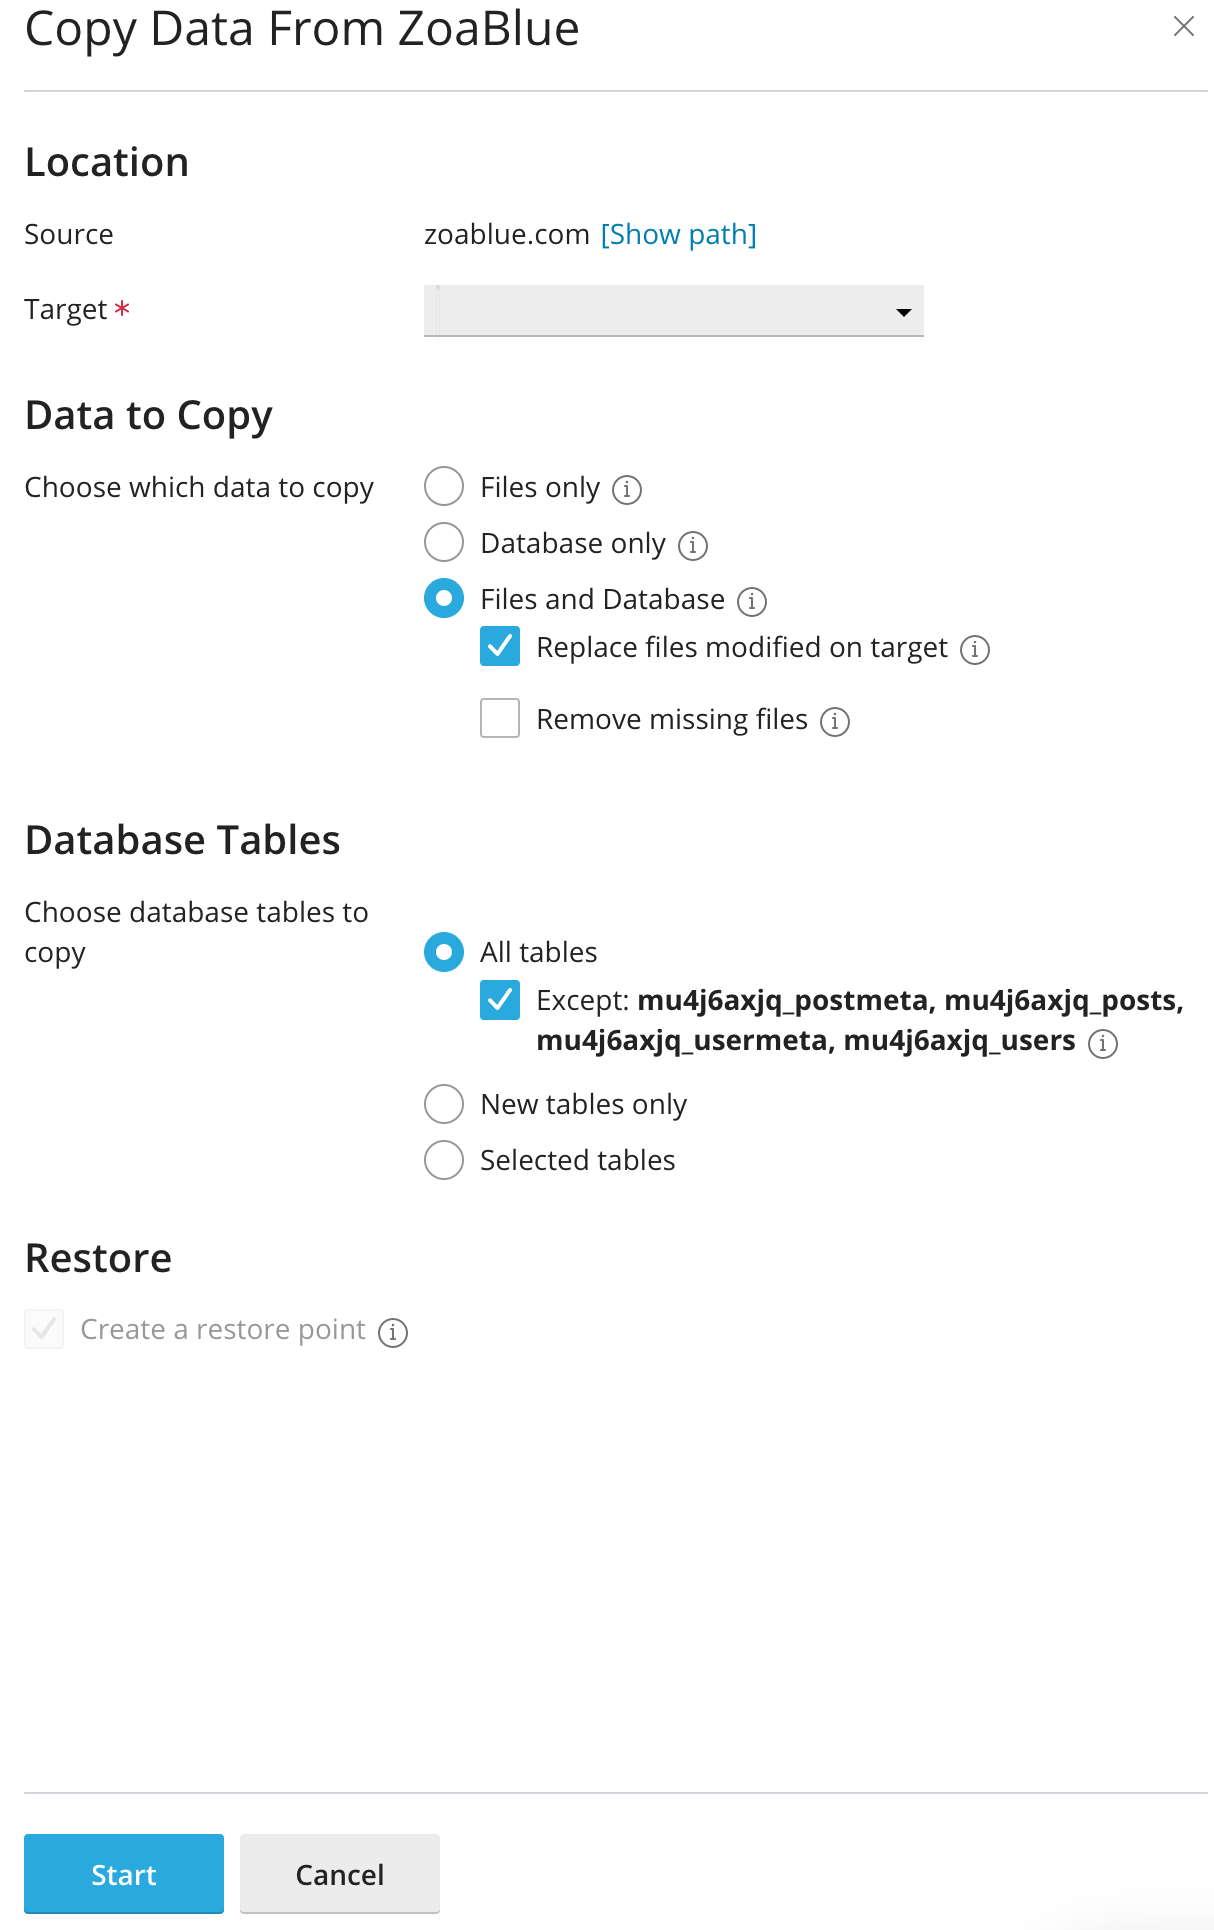 Copy Data From ZoaBlue
Location
Source
zoablue.com [Show path]
Target *
Data to Copy
Choose which data to copy
Files only
Database only
Files and Database
Replace files modified on target
Remove missing files
Database Tables
Choose database tables to
copy
All tables
Except: mu4j6axjq_postmeta, mu4j6axjq_posts,
mu4j6axjq_usermeta, mu4j6axjq_users
New tables only
Selected tables
Restore
Create a restore point
Start
Cancel